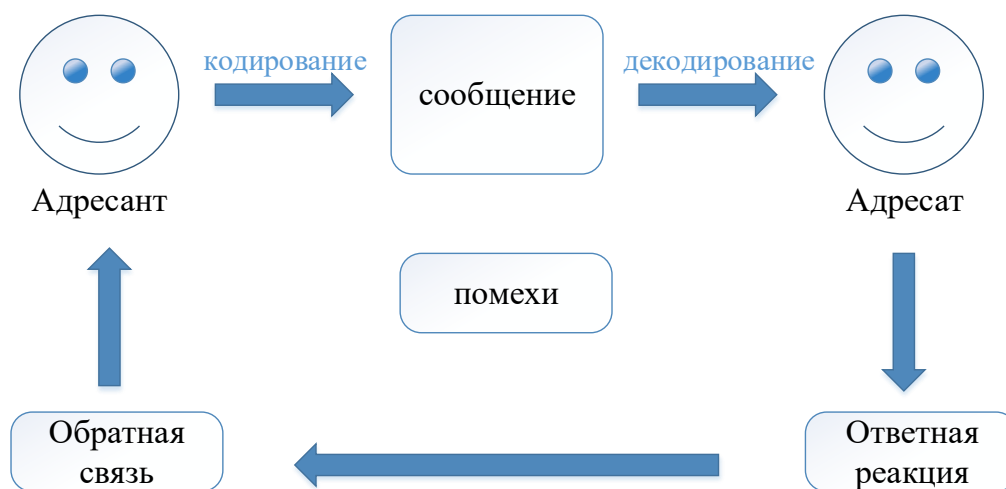 кодирование
сообщение
декодирование
Адресант
Адресат
помехи
Обратная
связь
Ответная
реакция